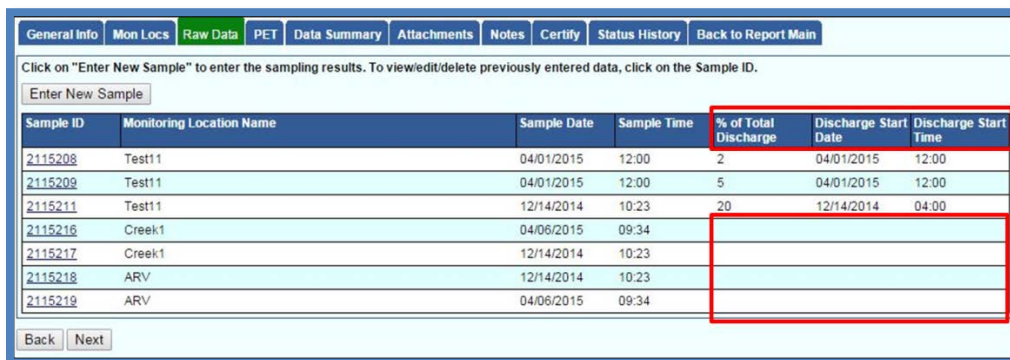 General Info Mon Locs Raw Data PET Data Summary Attachments Notes Certify Status History Back to Report Main
Click on "Enter New Sample" to enter the sampling results. To view/edit/delete previously entered data, click on the Sample ID.
Enter New Sample
Sample ID Monitoring Location Name Sample Date Sample Time % of Total Discharge Discharge Start Date Discharge Start Time
2115208 Test11 04/01/2015 12:00 2 04/01/2015 12:00
2115209 Test11 04/01/2015 12:00 5 04/01/2015 12:00
2115211 Test11 12/14/2014 10:23 20 12/14/2014 04:00
2115216 Creek1 04/06/2015 09:34
2115217 Creek1 12/14/2014 10:23
2115218 ARV 12/14/2014 10:23
2115219 ARV 04/06/2015 09:34
Back Next